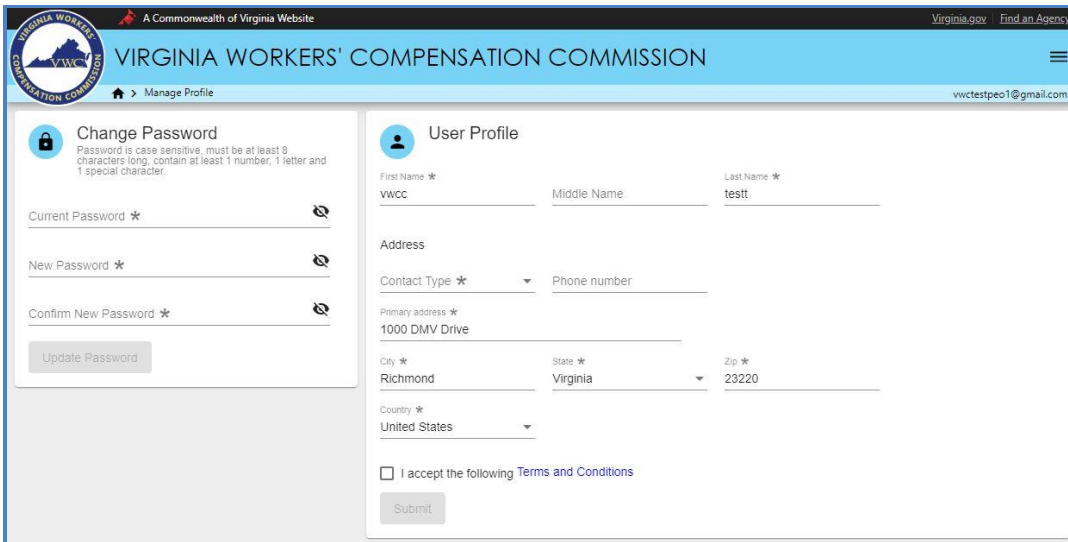 A Commonwealth of Virginia Website
Virginia.gov | Find an Agency
VIRGINIA WORKERS' COMPENSATION COMMISSION
VWC
VIRGINIA WORKERS' COMPENSATION COMMISSION
> Manage Profile
vwctestpeo1@gmail.com
Change Password
Password is case sensitive, must be at least 8
characters long, contain at least 1 number, 1 letter and
1 special character.
Current Password *
New Password *
Confirm New Password *
Update Password
User Profile
First Name * Last Name *
vwcc Middle Name testt
Address
Contact Type * Phone number
Primary address *
1000 DMV Drive
City * State * Zip *
Richmond Virginia 23220
Country *
United States
I accept the following Terms and Conditions
Submit